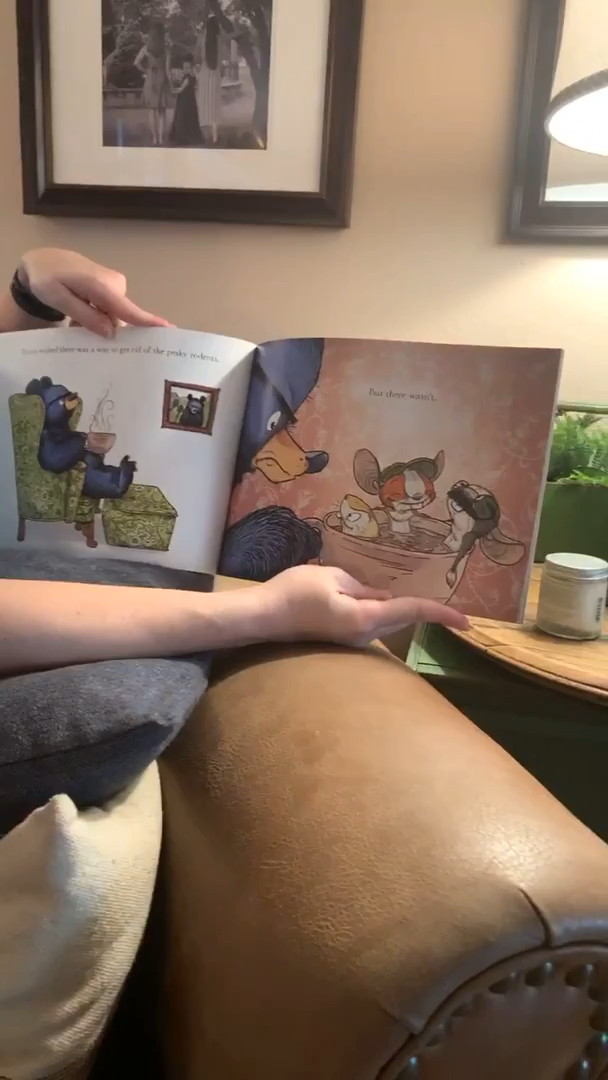 Bruce wished there was a way to get rid of the pesky rodents.
But there wasn't.